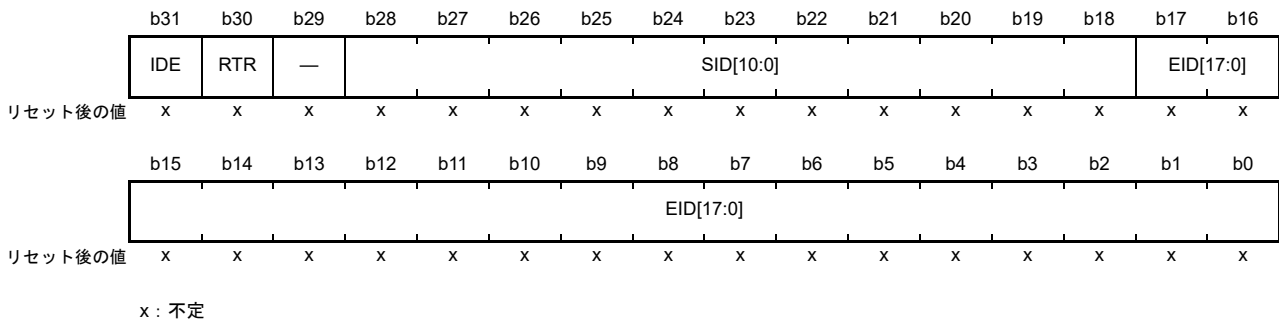 b31 b30 b29 b28 b27 b26 b25 b24 b23 b22 b21 b20 b19 b18 b17 b16
IDE RTR — SID[10:0] EID[17:0]
リセット後の値 x x x x x x x x x x x x x x x x
b15 b14 b13 b12 b11 b10 b9 b8 b7 b6 b5 b4 b3 b2 b1 b0
EID[17:0]
リセット後の値 x x x x x x x x x x x x x x x x
x：不定